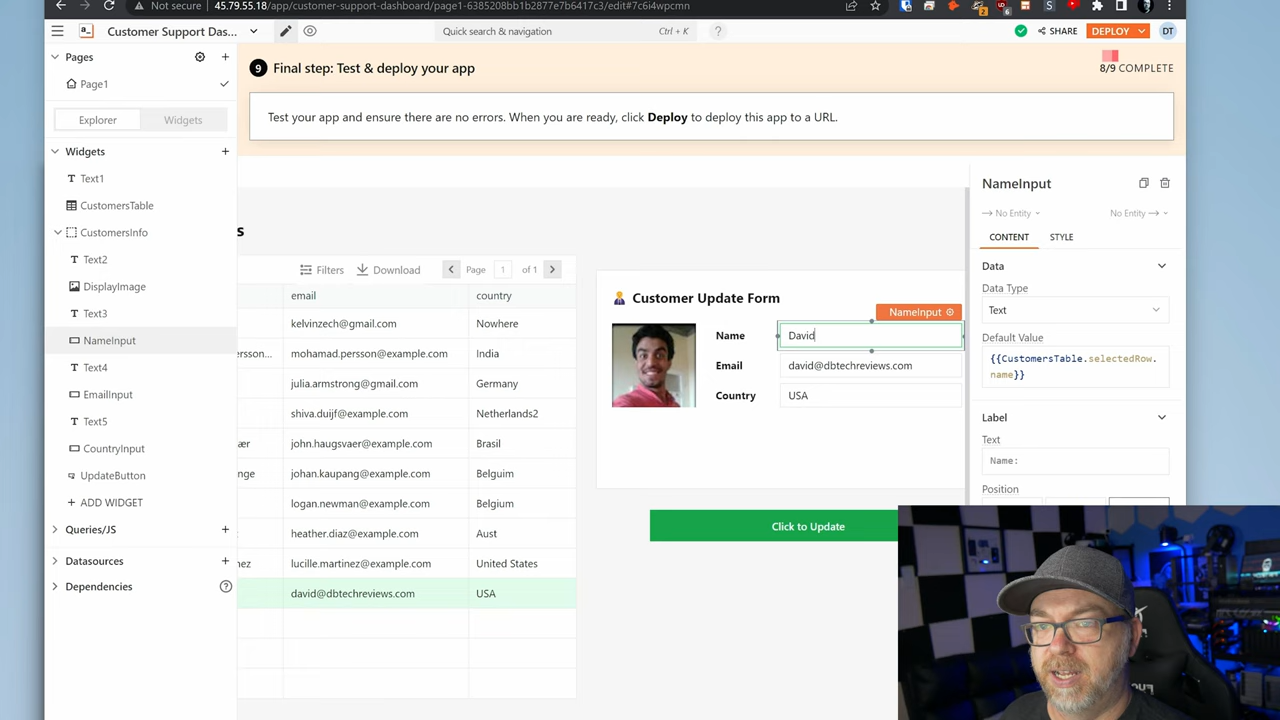 Not secure
45.79.55.18/app/customer-support-dashboard/page1-6385208bb1b2877e7b6417c3/edit#7c6i4wpcmn
a_
Customer Support Das...
Quick search & navigation
Ctrl + K
?
SHARE
DEPLOY
DT
Pages
Page1
Explorer
Widgets
Widgets
Text1
CustomersTable
CustomersInfo
Text2
DisplayImage
Text3
NameInput
Text4
EmailInput
Text5
CountryInput
UpdateButton
ADD WIDGET
Queries/JS
Datasources
Dependencies
?
9 Final step: Test & deploy your app
8/9 COMPLETE
Test your app and ensure there are no errors. When you are ready, click Deploy to deploy this app to a URL.
s
Filters
Download
Page 1 of 1
email country
kelvinzech@gmail.com Nowhere
ersson... mohamad.persson@example.com India
julia.armstrong@gmail.com Germany
shiva.duijf@example.com Netherlands2
ær john.haugsvaer@example.com Brasil
nge johan.kaupang@example.com Belguim
logan.newman@example.com Belgium
heather.diaz@example.com Aust
nez lucille.martinez@example.com United States
david@dbtechreviews.com USA
Customer Update Form
NameInput
Name David
Email david@dbtechreviews.com
Country USA
Click to Update
NameInput
No Entity
No Entity
CONTENT
STYLE
Data
Data Type
Text
Default Value
{{CustomersTable.selectedRow.
name}}
Label
Text
Name:
Position